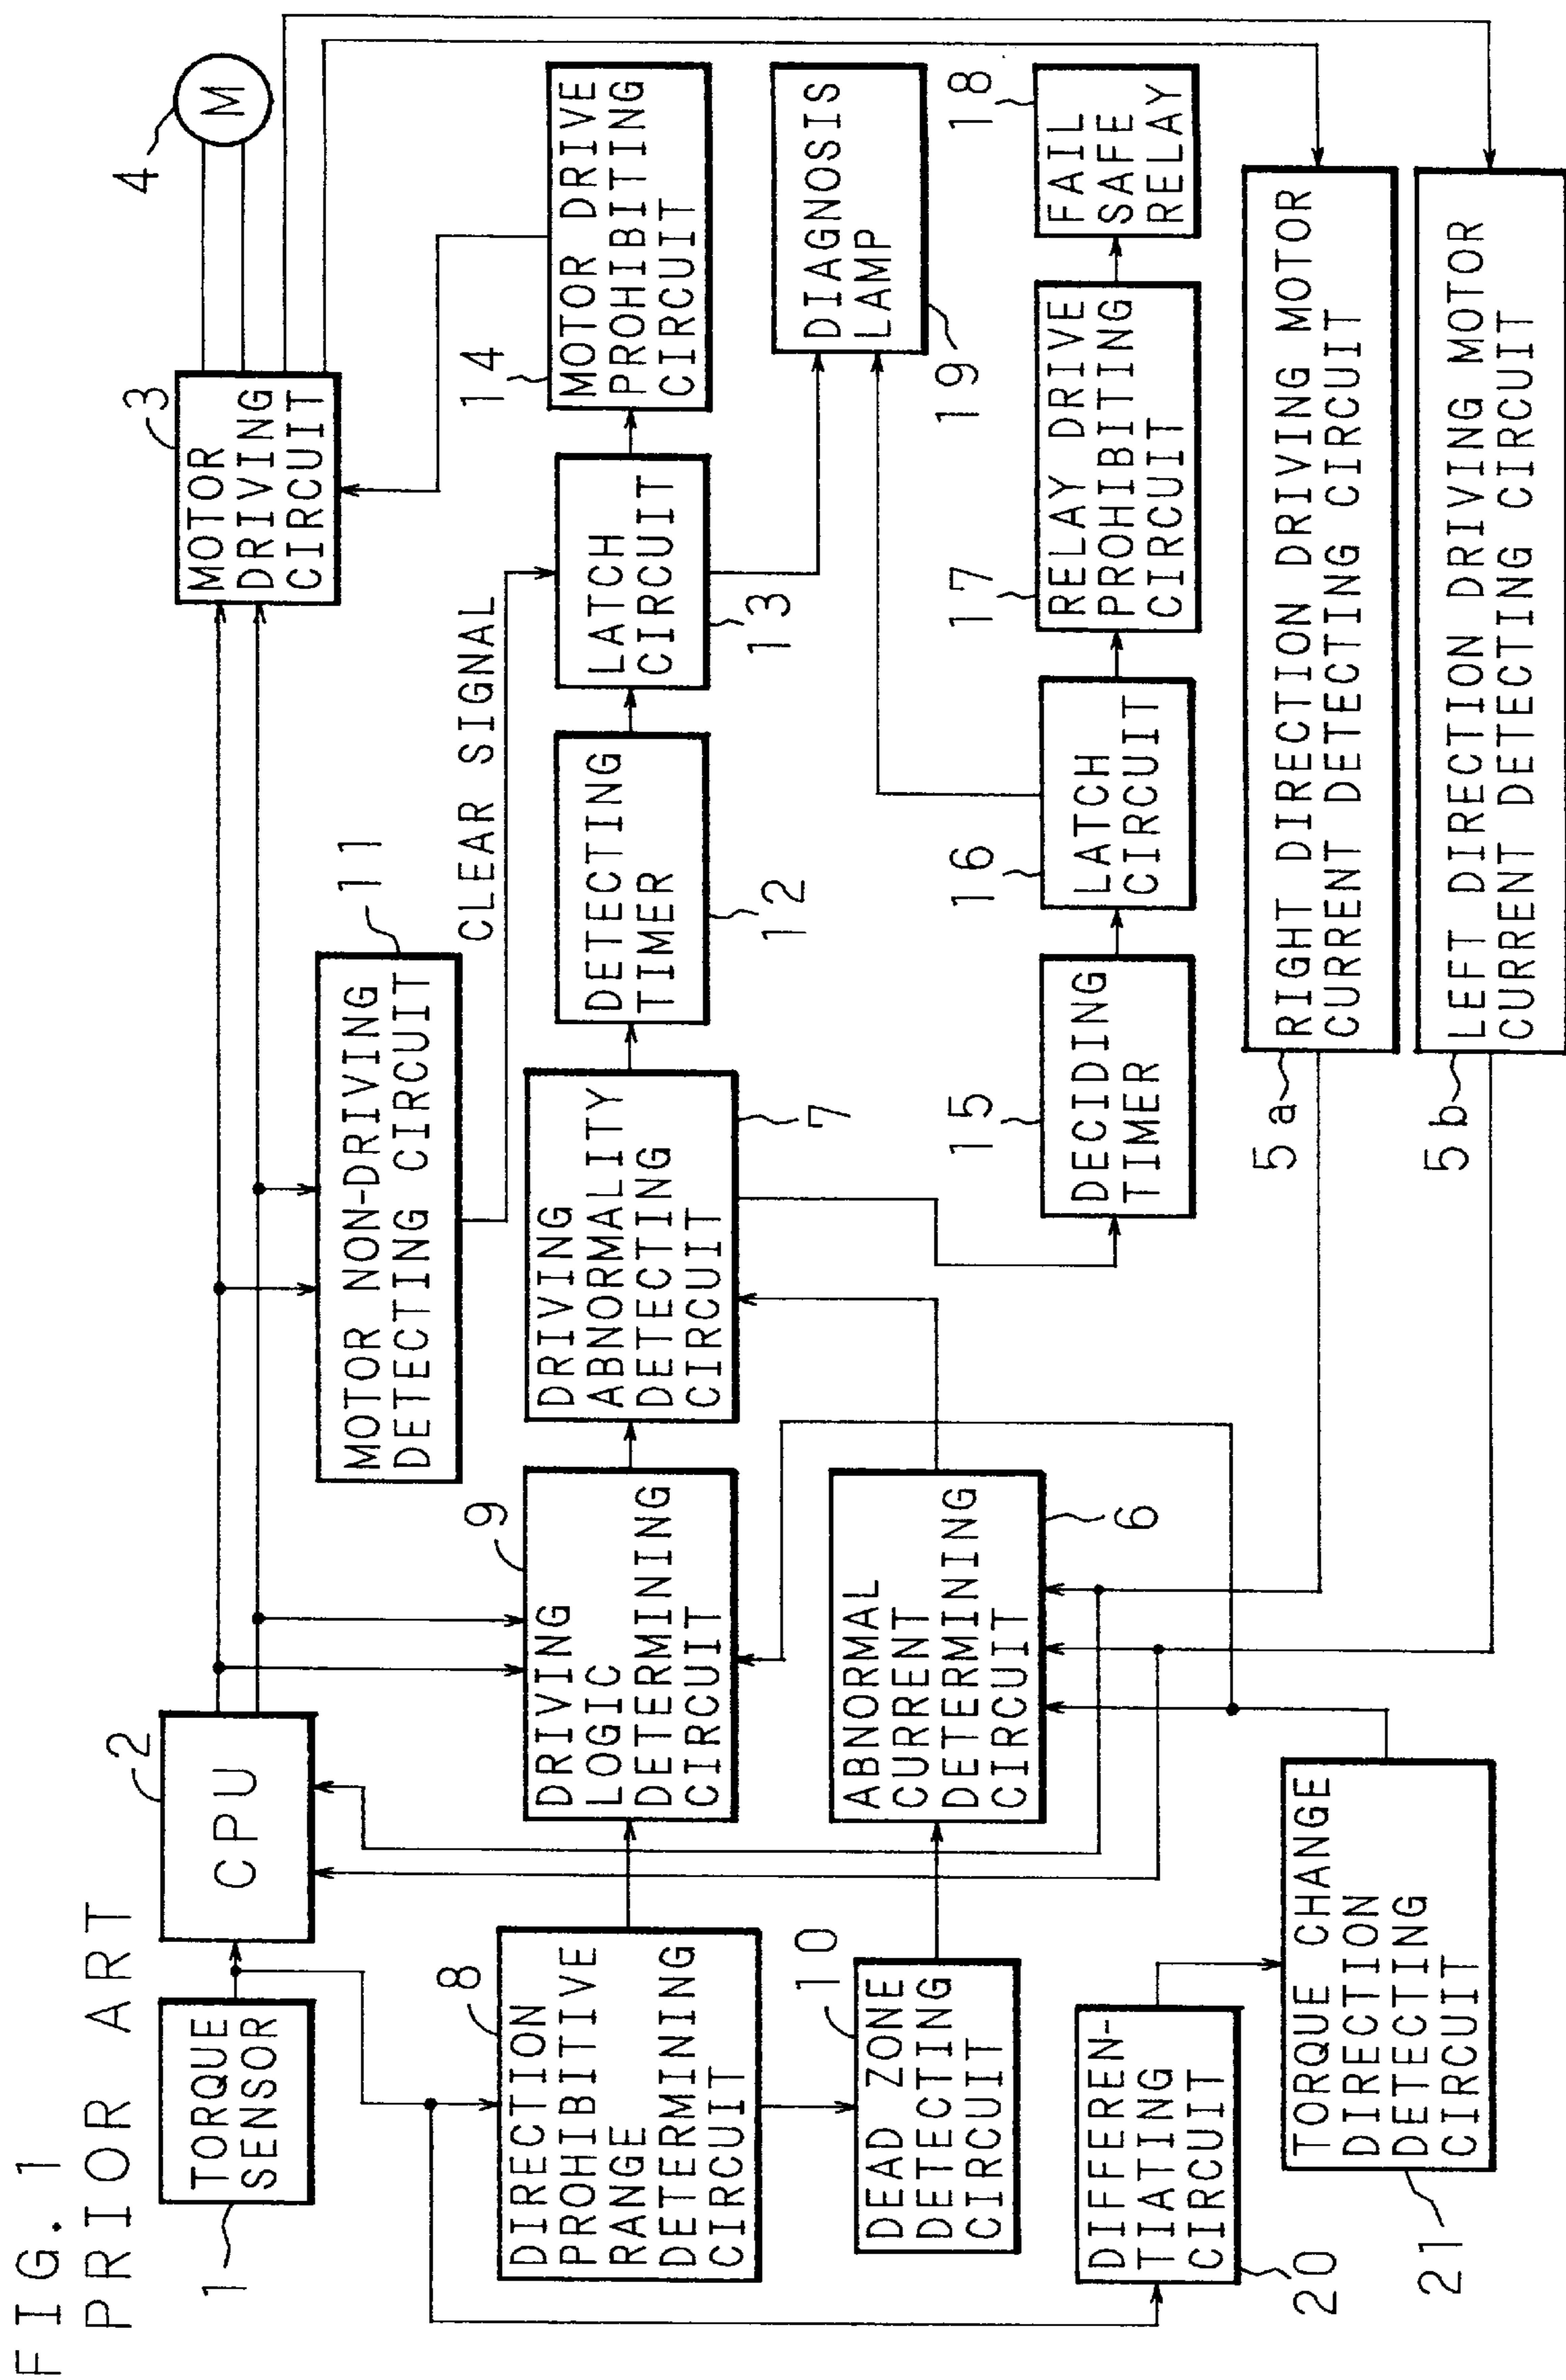 FIG. 1
PRIOR ART
1
TORQUE
SENSOR
2
CPU
3
MOTOR
DRIVING
CIRCUIT
4
M
11
MOTOR NON-DRIVING
DETECTING CIRCUIT
CLEAR SIGNAL
8
DIRECTION
PROHIBITIVE
RANGE
DETERMINING
CIRCUIT
9
DRIVING
LOGIC
DETERMINING
CIRCUIT
DRIVING
ABNORMALITY
DETECTING
CIRCUIT
7
DETECTING
TIMER
12
LATCH
CIRCUIT
13
14
MOTOR DRIVE
PROHIBITING
CIRCUIT
DIAGNOSIS
LAMP
19
10
DEAD ZONE
DETECTING
CIRCUIT
ABNORMAL
CURRENT
DETERMINING
CIRCUIT
6
15
DECIDING
TIMER
16
LATCH
CIRCUIT
17
RELAY DRIVE
PROHIBITING
CIRCUIT
18
FAIL
SAFE
RELAY
DIFFEREN-
TIATING
CIRCUIT
20
TORQUE CHANGE
DIRECTION
DETECTING
CIRCUIT
21
5a
RIGHT DIRECTION DRIVING MOTOR
CURRENT DETECTING CIRCUIT
5b
LEFT DIRECTION DRIVING MOTOR
CURRENT DETECTING CIRCUIT